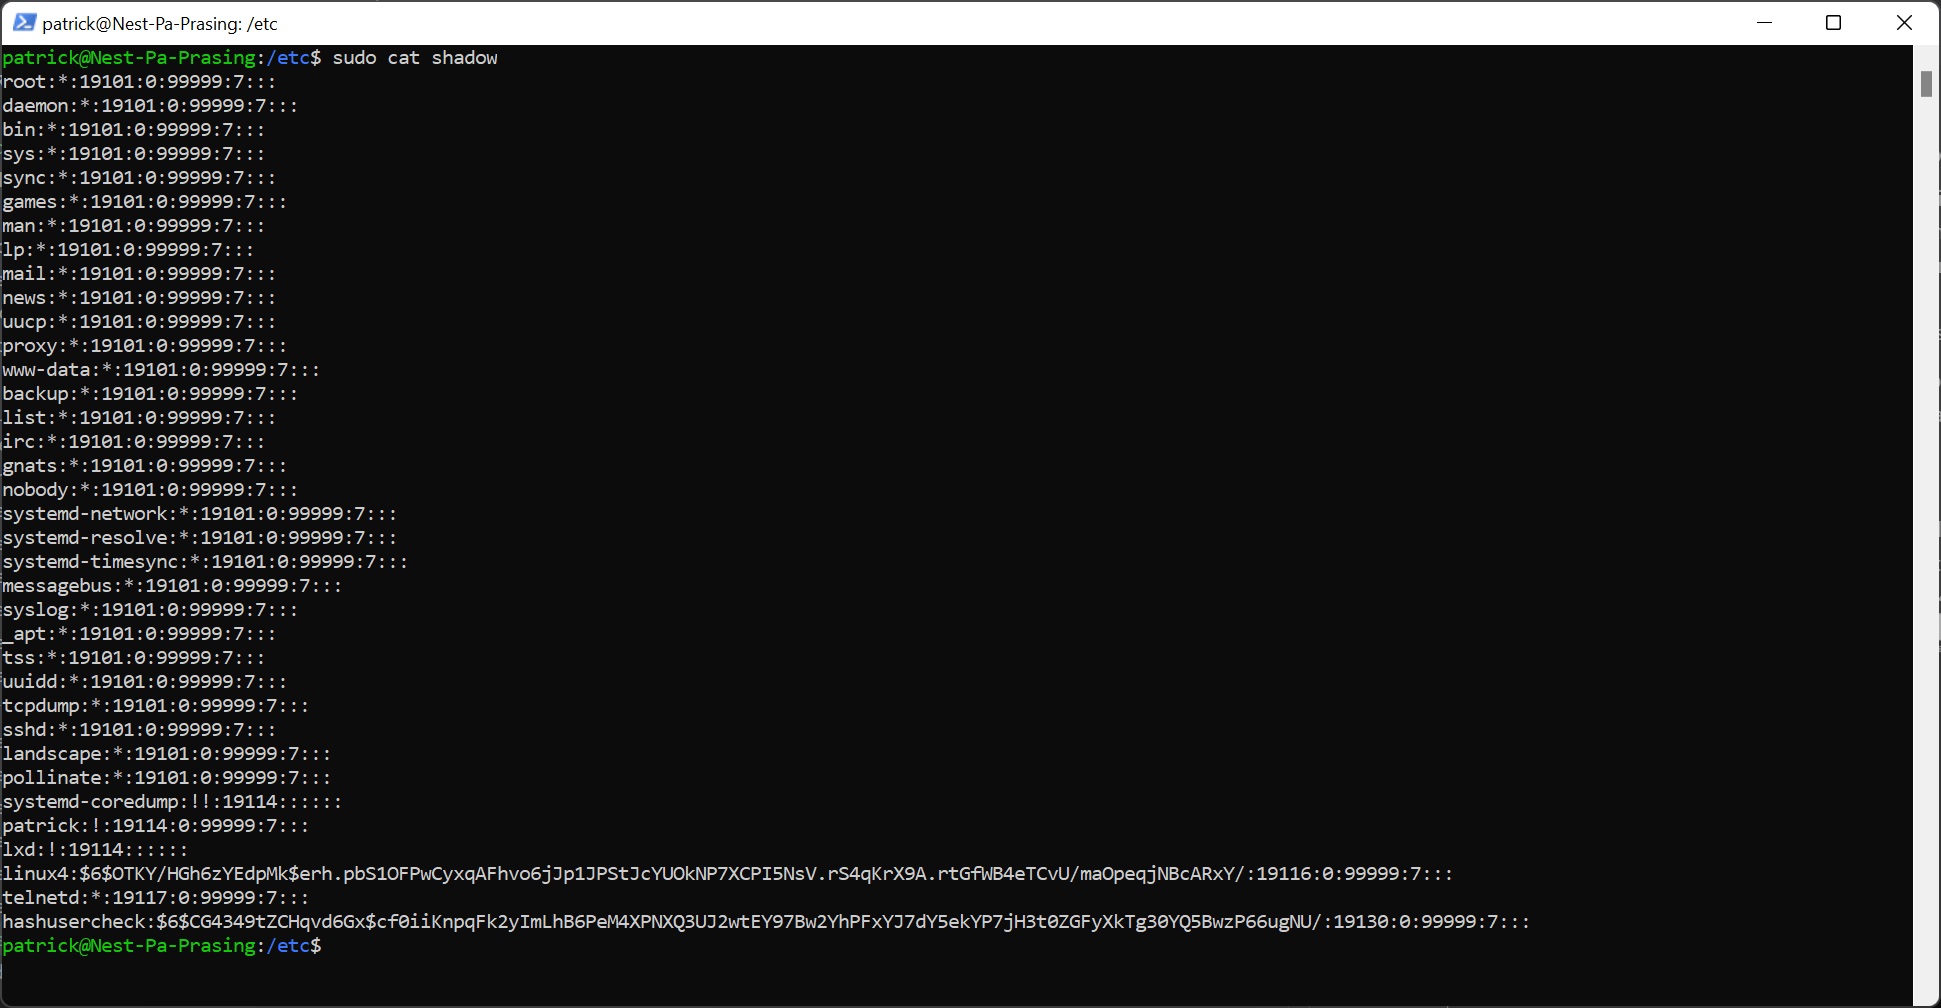 patrick@Nest-Pa-Prasing: /etc
patrick@Nest-Pa-Prasing:/etc$ sudo cat shadow
root:*:19101:0:99999:7:::
daemon:*:19101:0:99999:7:::
bin:*:19101:0:99999:7:::
sys:*:19101:0:99999:7:::
sync:*:19101:0:99999:7:::
games:*:19101:0:99999:7:::
man:*:19101:0:99999:7:::
lp:*:19101:0:99999:7:::
mail:*:19101:0:99999:7:::
news:*:19101:0:99999:7:::
uucp:*:19101:0:99999:7:::
proxy:*:19101:0:99999:7:::
www-data:*:19101:0:99999:7:::
backup:*:19101:0:99999:7:::
list:*:19101:0:99999:7:::
irc:*:19101:0:99999:7:::
gnats:*:19101:0:99999:7:::
nobody:*:19101:0:99999:7:::
systemd-network:*:19101:0:99999:7:::
systemd-resolve:*:19101:0:99999:7:::
systemd-timesync:*:19101:0:99999:7:::
messagebus:*:19101:0:99999:7:::
syslog:*:19101:0:99999:7:::
_apt:*:19101:0:99999:7:::
tss:*:19101:0:99999:7:::
uuidd:*:19101:0:99999:7:::
tcpdump:*:19101:0:99999:7:::
sshd:*:19101:0:99999:7:::
landscape:*:19101:0:99999:7:::
pollinate:*:19101:0:99999:7:::
systemd-coredump:!!:19114::::::
patrick:!:19114:0:99999:7:::
lxd:!:19114::::::
linux4:$6$OTKY/HGh6zYEdpMk$erh.pbS1OFPwCyxqAFhvo6jJp1JPStJcYUOkNP7XCPI5NsV.rS4qKrX9A.rtGfWB4eTCvU/maOpeqjNBcARxY/:19116:0:99999:7:::
telnetd:*:19117:0:99999:7:::
hashusercheck:$6$CG4349tZCHqvd6Gx$cf0iiKnpqFk2yImLhB6PeM4XPNXQ3UJ2wtEY97Bw2YhPFxYJ7dY5ekYP7jH3t0ZGFyXkTg30YQ5BwzP66ugNU/:19130:0:99999:7:::
patrick@Nest-Pa-Prasing:/etc$